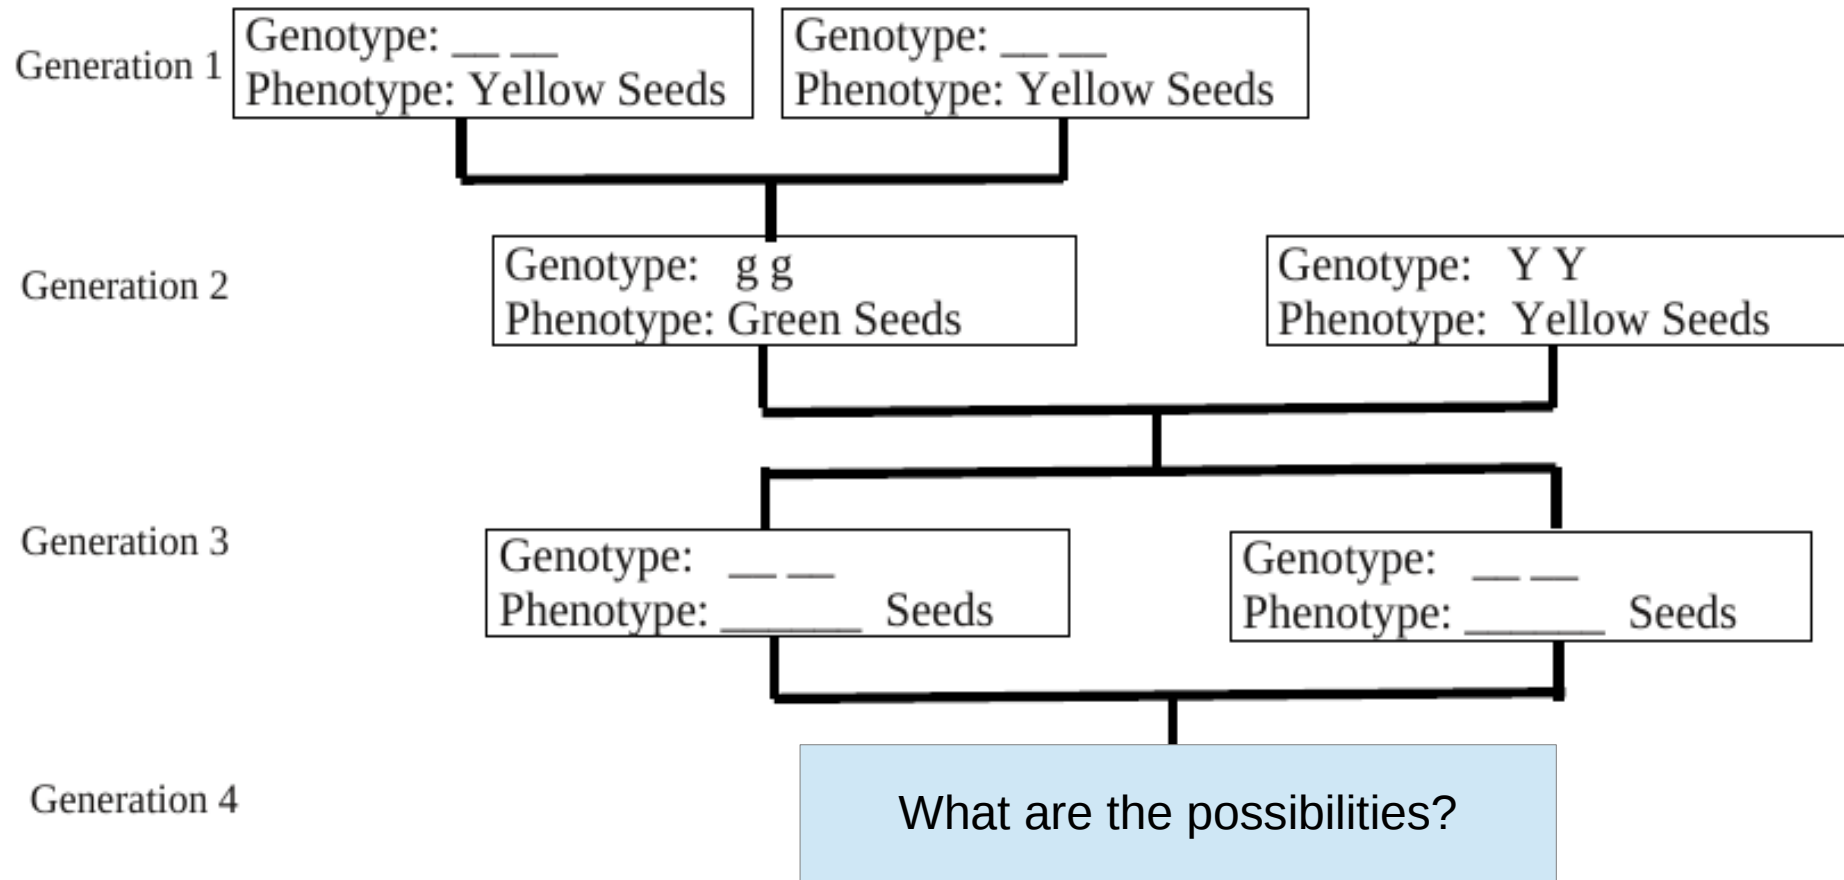 Generation 1
Genotype: __ __
Phenotype: Yellow Seeds
Genotype: __ __
Phenotype: Yellow Seeds
Generation 2
Genotype: g g
Phenotype: Green Seeds
Genotype: Y Y
Phenotype: Yellow Seeds
Generation 3
Genotype: __ __
Phenotype: ______ Seeds
Genotype: __ __
Phenotype: ______ Seeds
Generation 4
What are the possibilities?